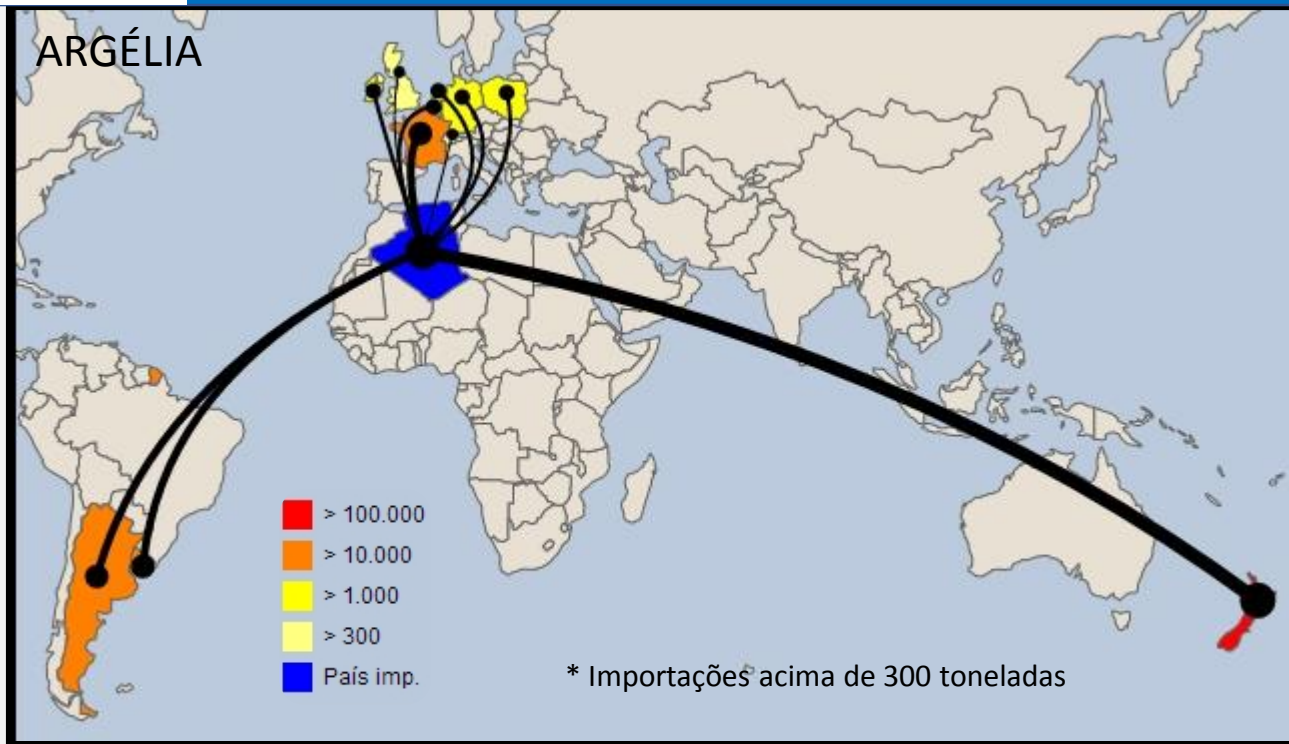 ARGÉLIA
> 100.000
> 10.000
> 1.000
> 300
País imp.
* Importações acima de 300 toneladas